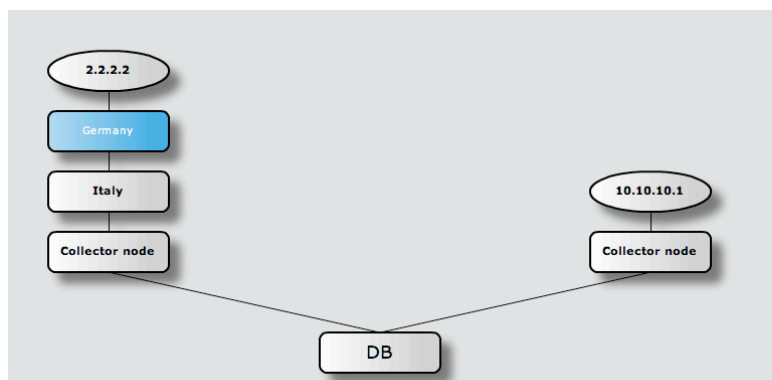 2.2.2.2
Germany
Italy
10.10.10.1
Collector node
Collector node
DB